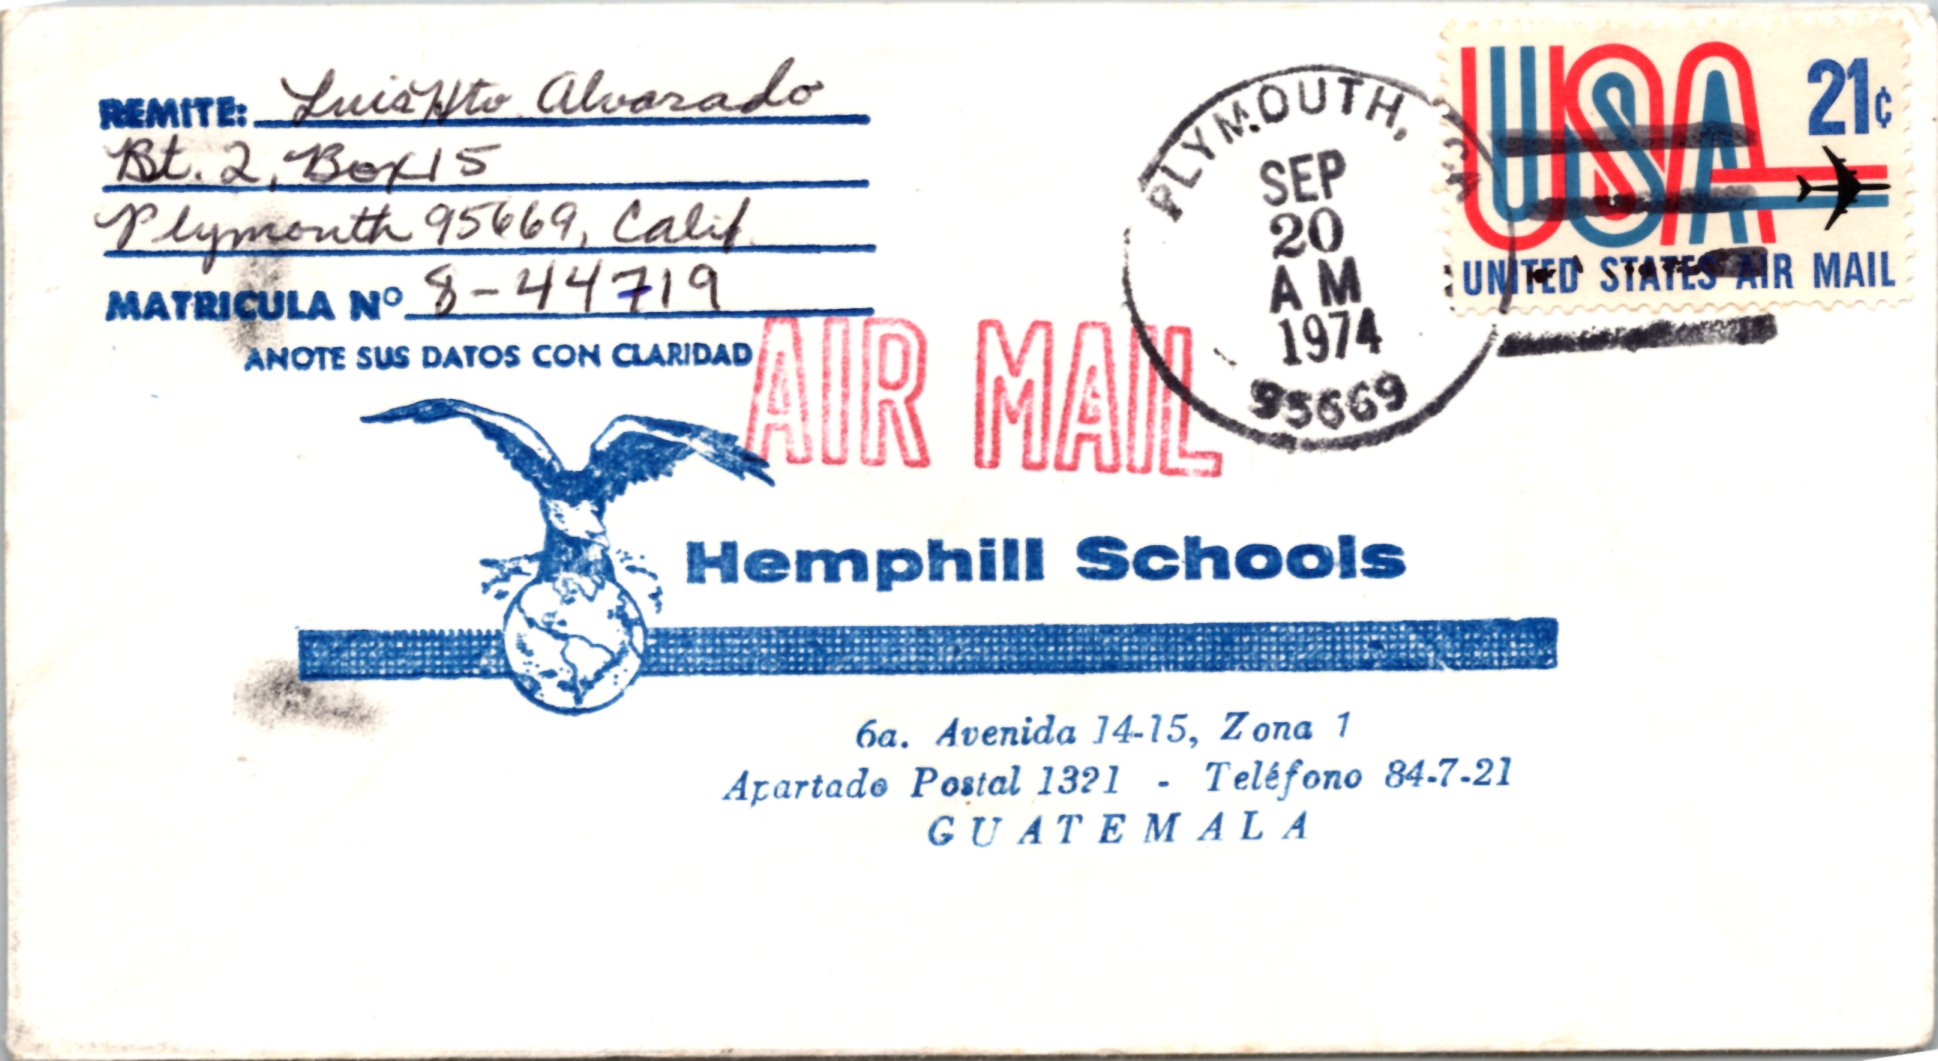 REMITE: Luis Hto. Alvarado
Rt. 2, Box 15
Plymouth 95669, Calif.
MATRICULA Nº 8-44719
ANOTE SUS DATOS CON CLARIDAD
AIR MAIL
PLYMOUTH, CA
SEP
20
AM
1974
95669
USA 21¢
UNITED STATES AIR MAIL
Hemphill Schools
6a. Avenida 14-15, Zona 1
Apartado Postal 1321 - Teléfono 84-7-21
GUATEMALA